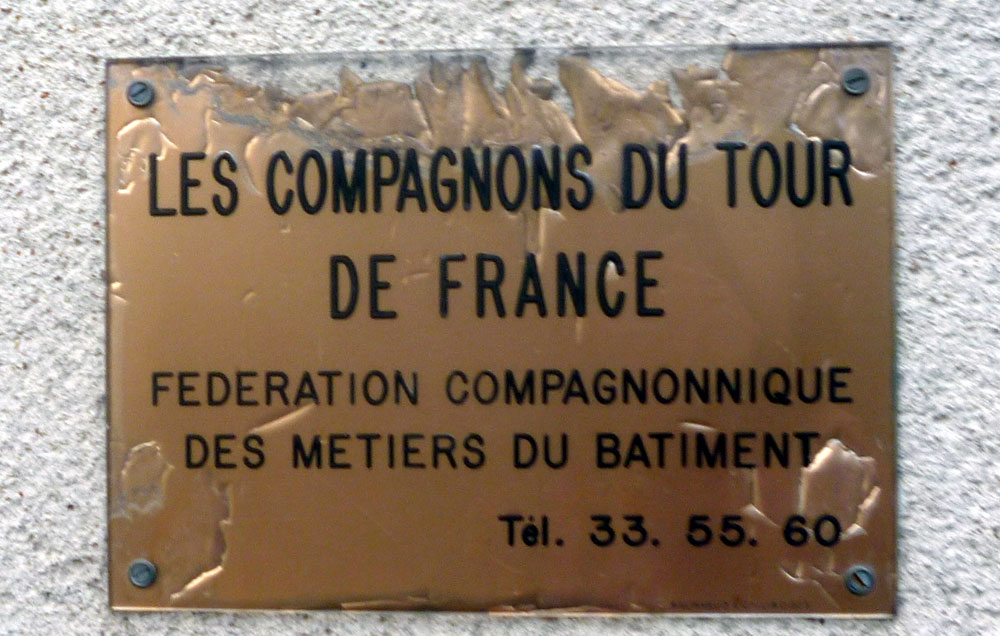 LES COMPAGNONS DU TOUR
DE FRANCE
FEDERATION COMPAGNONNIQUE
DES METIERS DU BATIMENT
Tél. 33. 55. 60